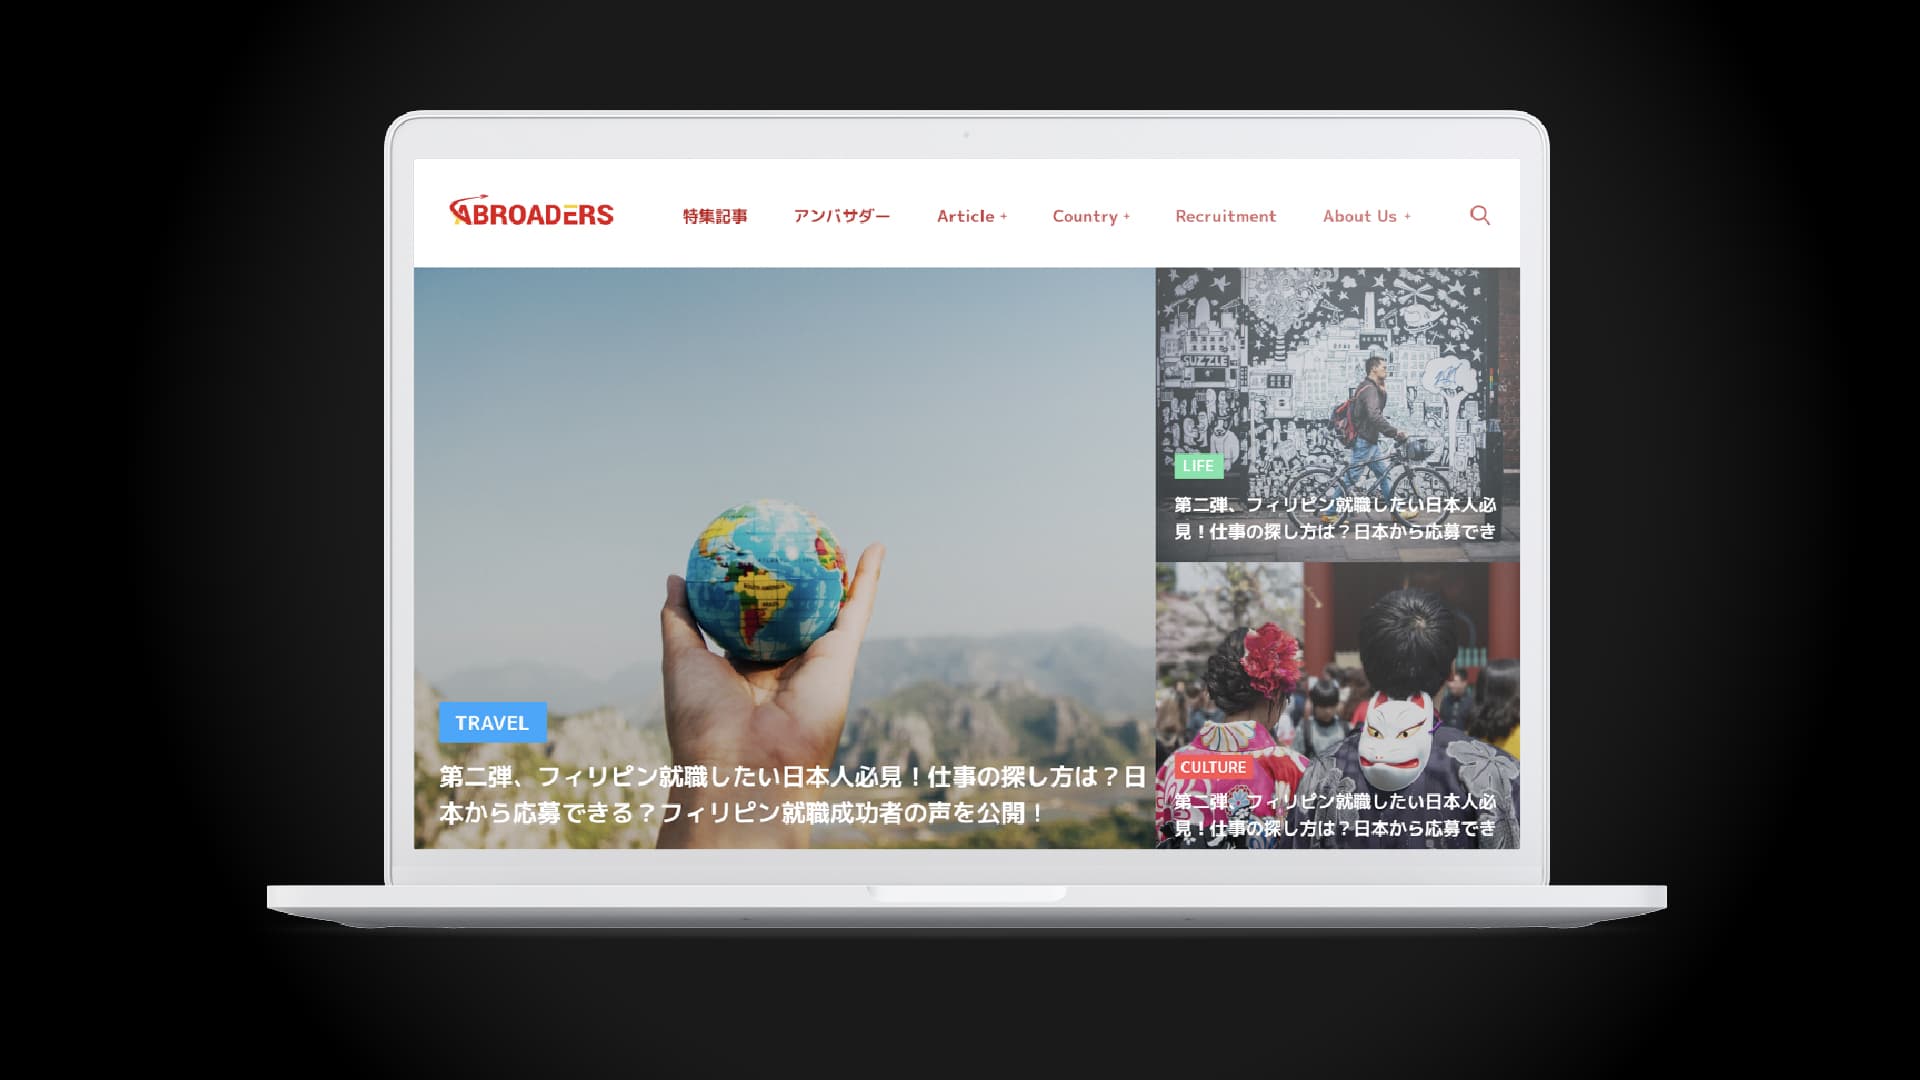 ABROADERS
特集記事
アンバサダー
Article +
Country +
Recruitment
About Us +
TRAVEL
第二弾、フィリピン就職したい日本人必見！仕事の探し方は？日
本から応募できる？フィリピン就職成功者の声を公開！
SUZZLE
LIFE
第二弾、フィリピン就職したい日本人必
見！仕事の探し方は？日本から応募でき
CULTURE
第二弾、フィリピン就職したい日本人必
見！仕事の探し方は？日本から応募でき